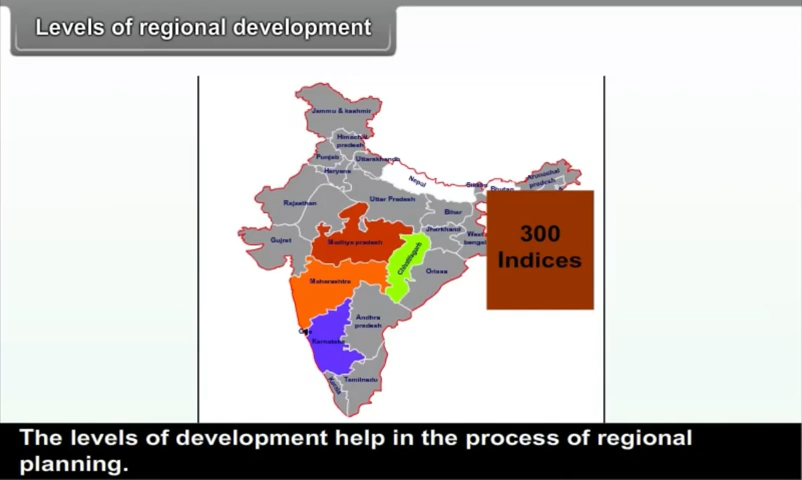 Levels of regional development
Jammu & kashmir
Himachal
pradesh
Punjab
Uttarakhand
Haryana
Nepal
Sikkim
Bhutan
Arunachal
pradesh
Rajasthan
Uttar Pradesh
Bihar
Jharkhand
West
bengal
Gujrat
Madhya pradesh
Chhattisgarh
Orissa
300
Indices
Maharashtra
Andhra
pradesh
Goa
Karnataka
Kerala
Tamilnadu
The levels of development help in the process of regional
planning.